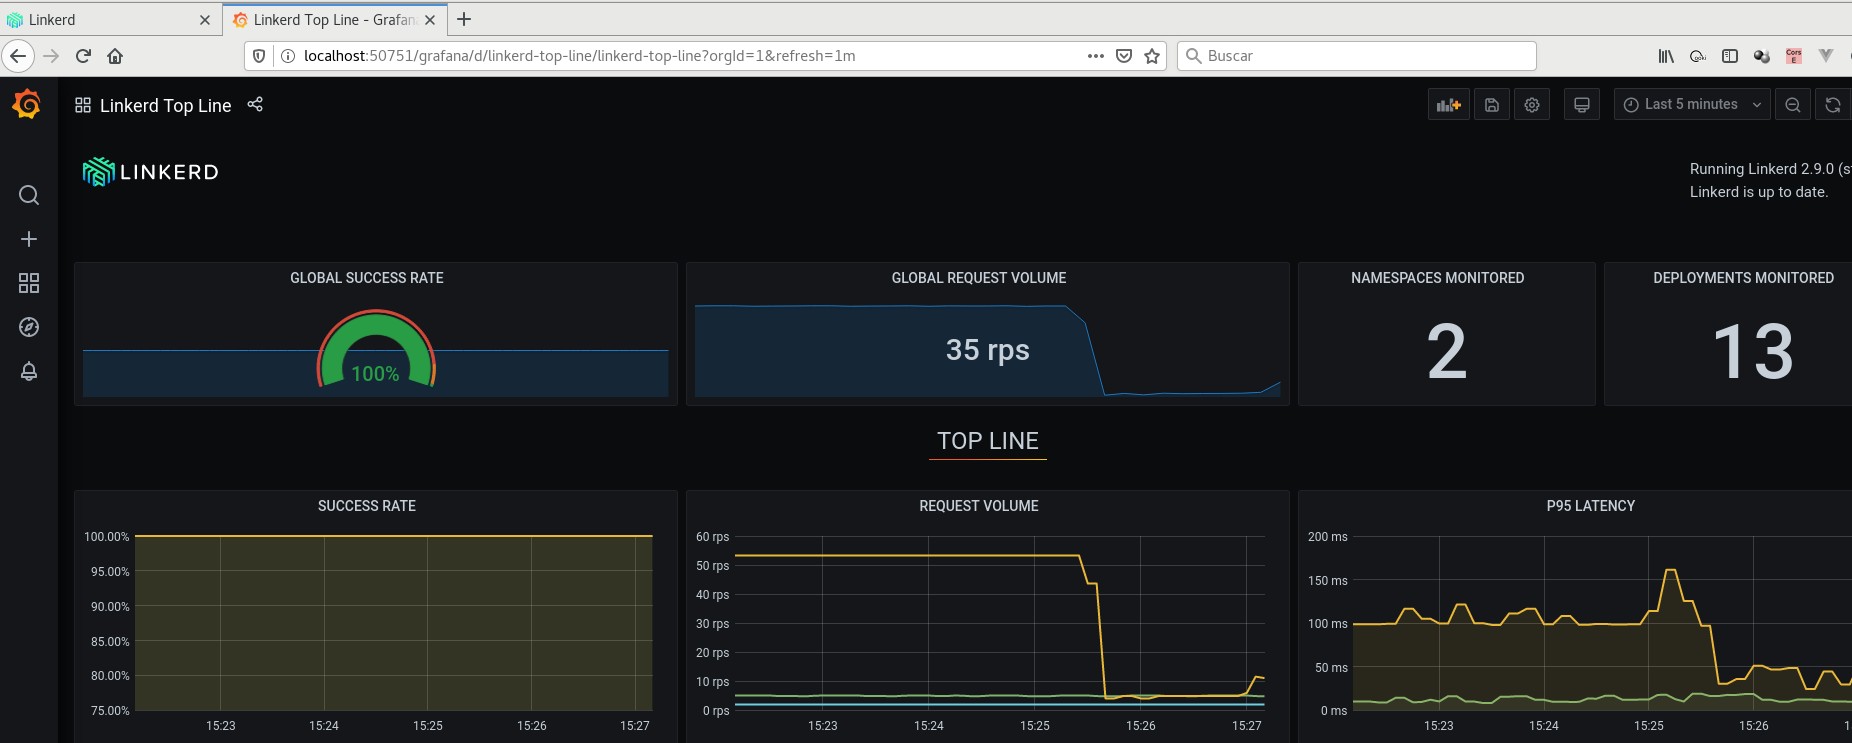 Linkerd
Linkerd Top Line - Grafan
localhost:50751/grafana/d/linkerd-top-line/linkerd-top-line?orgId=1&refresh=1m
Buscar
Linkerd Top Line
Last 5 minutes
LINKERD
Running Linkerd 2.9.0 (st
Linkerd is up to date.
GLOBAL SUCCESS RATE
100%
GLOBAL REQUEST VOLUME
35 rps
NAMESPACES MONITORED
2
DEPLOYMENTS MONITORED
13
TOP LINE
SUCCESS RATE
100.00%
95.00%
90.00%
85.00%
80.00%
75.00%
15:23 15:24 15:25 15:26 15:27
REQUEST VOLUME
60 rps
50 rps
40 rps
30 rps
20 rps
10 rps
0 rps
15:23 15:24 15:25 15:26 15:27
P95 LATENCY
200 ms
150 ms
100 ms
50 ms
0 ms
15:23 15:24 15:25 15:26